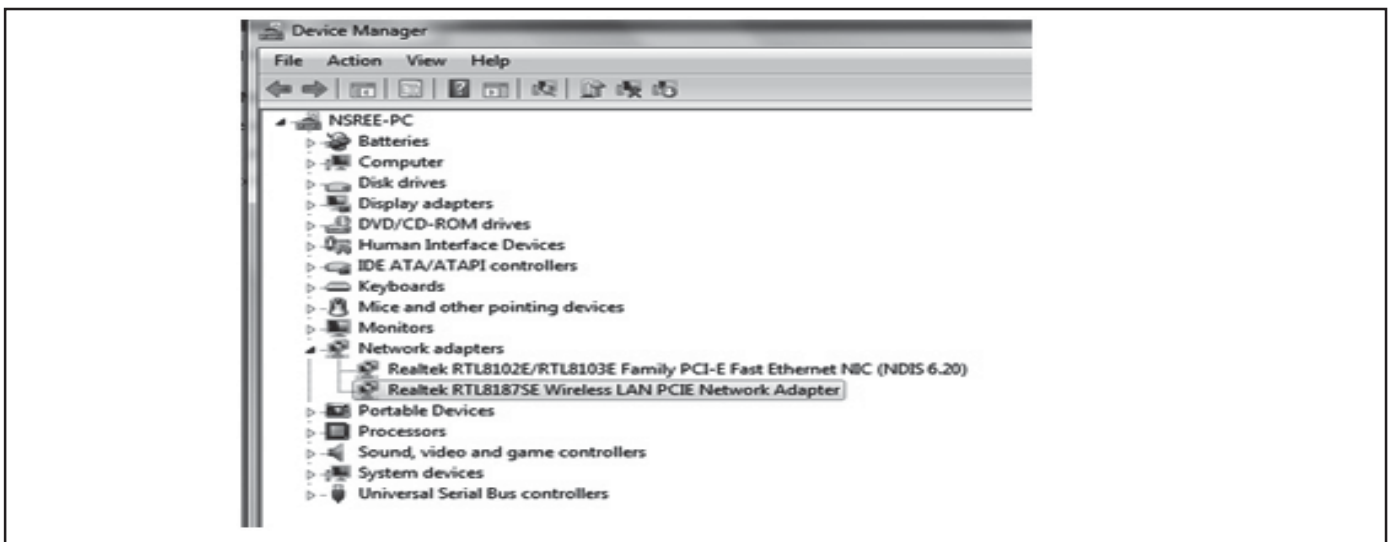 Device Manager
File Action View Help
NSREE-PC
Batteries
Computer
Disk drives
Display adapters
DVD/CD-ROM drives
Human Interface Devices
IDE ATA/ATAPI controllers
Keyboards
Mice and other pointing devices
Monitors
Network adapters
Realtek RTL8102E/RTL8103E Family PCI-E Fast Ethernet NIC (NDIS 6.20)
Realtek RTL8187SE Wireless LAN PCIE Network Adapter
Portable Devices
Processors
Sound, video and game controllers
System devices
Universal Serial Bus controllers